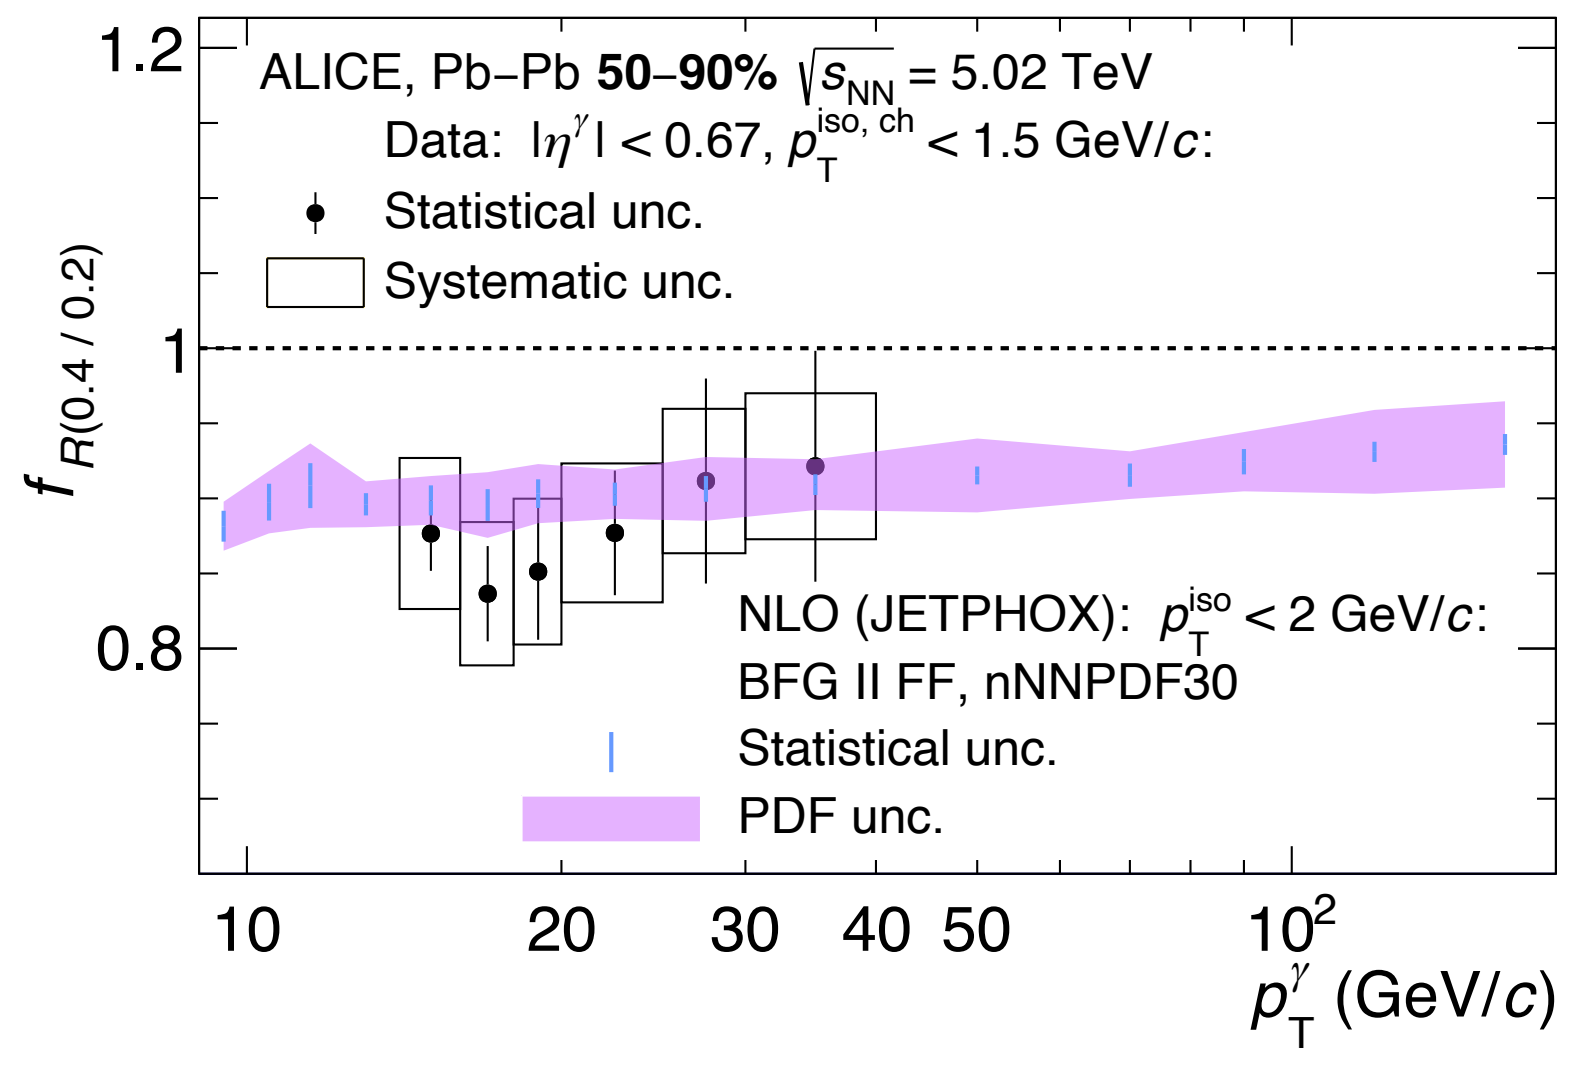 1.2
ALICE, Pb–Pb 50–90% √sNN = 5.02 TeV
Data: |ηγ| < 0.67, pTiso, ch < 1.5 GeV/c:
Statistical unc.
Systematic unc.
f R(0.4 / 0.2)
1
0.8
NLO (JETPHOX): pTiso < 2 GeV/c:
BFG II FF, nNNPDF30
Statistical unc.
PDF unc.
10 20 30 40 50 10²
pTγ (GeV/c)